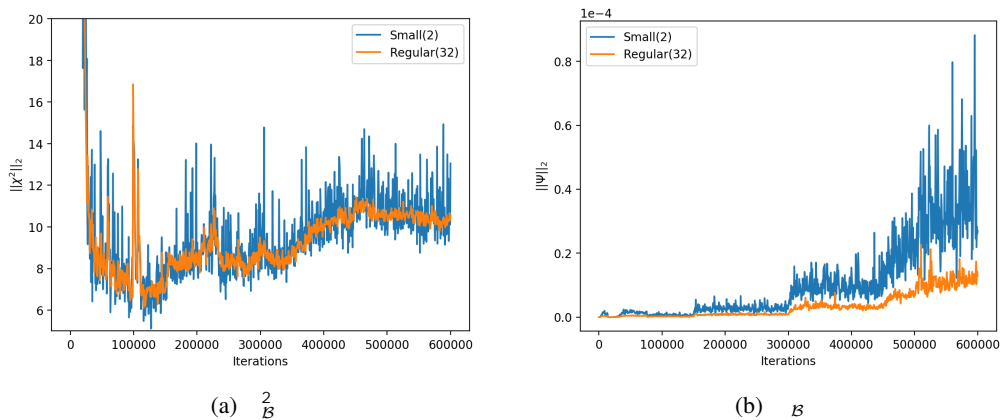 20
18
16
14
12
10
8
6
||χ²||₂
0
100000
200000
300000
400000
500000
600000
Iterations
Small(2)
Regular(32)
(a) 2 ℬ
1e−4
0.8
0.6
0.4
0.2
0.0
||Ψ||₂
0
100000
200000
300000
400000
500000
600000
Iterations
Small(2)
Regular(32)
(b) ℬ